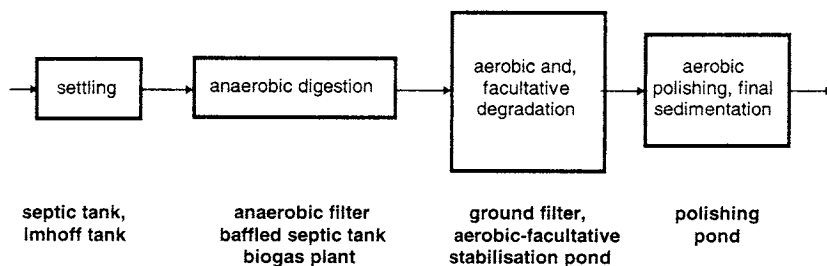 settling
anaerobic digestion
aerobic and,
facultative
degradation
aerobic
polishing, final
sedimentation
septic tank,
Imhoff tank
anaerobic filter
baffled septic tank
biogas plant
ground filter,
aerobic-facultative
stabilisation pond
polishing
pond